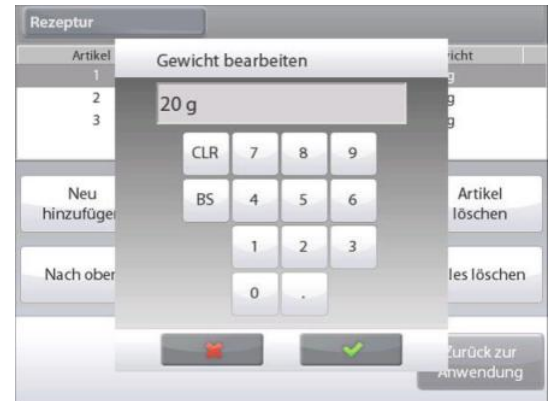 Rezeptur
Artikel
Gewicht bearbeiten
icht
1
20 g
g
2
g
3
g
CLR 7 8 9
BS 4 5 6
1 2 3
0 .
Neu
hinzufüge
Artikel
löschen
Nach ober
les löschen
Zurück zur
Anwendung